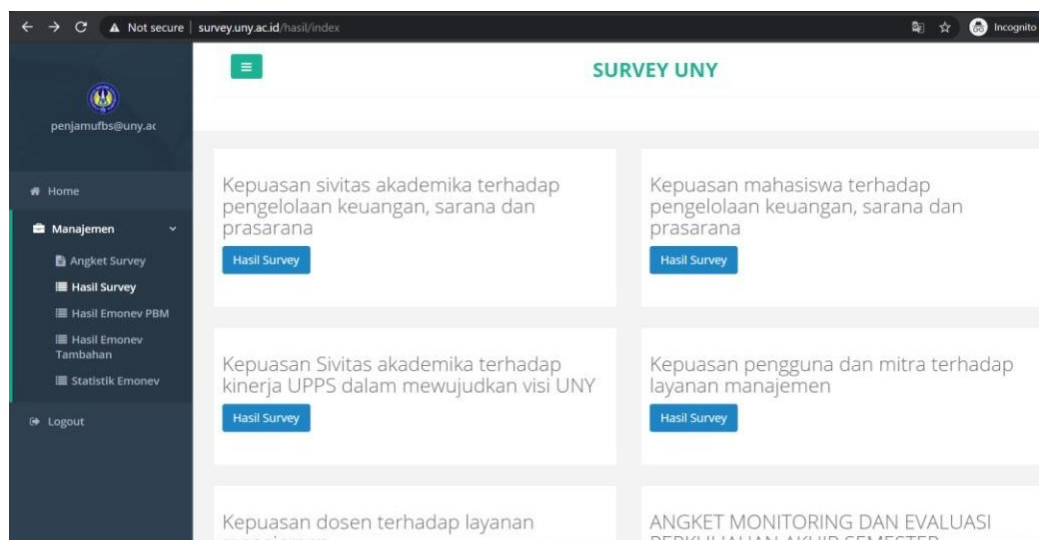 Not secure survey.uny.ac.id/hasil/index
Incognito
SURVEY UNY
penjamufbs@uny.ac
Home
Manajemen
Angket Survey
Hasil Survey
Hasil Emonev PBM
Hasil Emonev
Tambahan
Statistik Emonev
Logout
Kepuasan sivitas akademika terhadap
pengelolaan keuangan, sarana dan
prasarana
Hasil Survey
Kepuasan mahasiswa terhadap
pengelolaan keuangan, sarana dan
prasarana
Hasil Survey
Kepuasan Sivitas akademika terhadap
kinerja UPPS dalam mewujudkan visi UNY
Hasil Survey
Kepuasan pengguna dan mitra terhadap
layanan manajemen
Hasil Survey
Kepuasan dosen terhadap layanan
ANGKET MONITORING DAN EVALUASI
PERKULIAHAN AKHIR SEMESTER